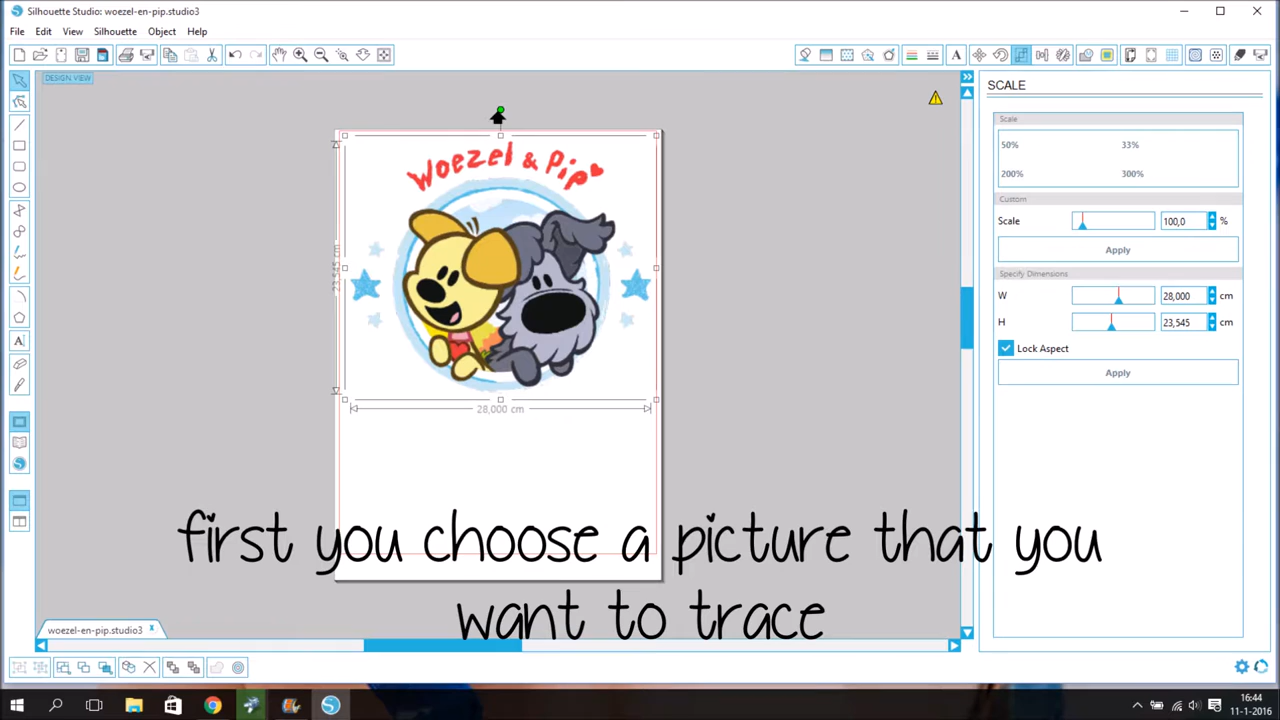 Silhouette Studio: woezel-en-pip.studio3
File Edit View Silhouette Object Help
DESIGN VIEW
Woezel & Pip
23,545 cm
28,000 cm
SCALE
Scale
50% 33%
200% 300%
Custom
Scale 100,0 %
Apply
Specify Dimensions
W 28,000 cm
H 23,545 cm
Lock Aspect
Apply
first you choose a picture that you
want to trace
woezel-en-pip.studio3
16:44
11-1-2016